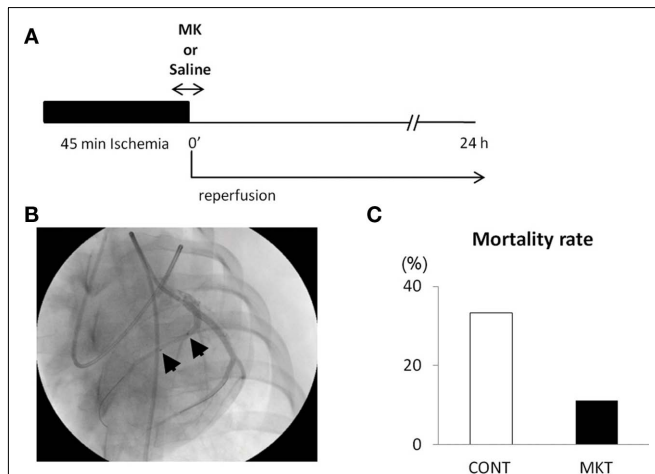 A
MK
or
Saline
45 min Ischemia 0' 24 h
reperfusion
B
C
Mortality rate
(%)
40
20
0
CONT MKT